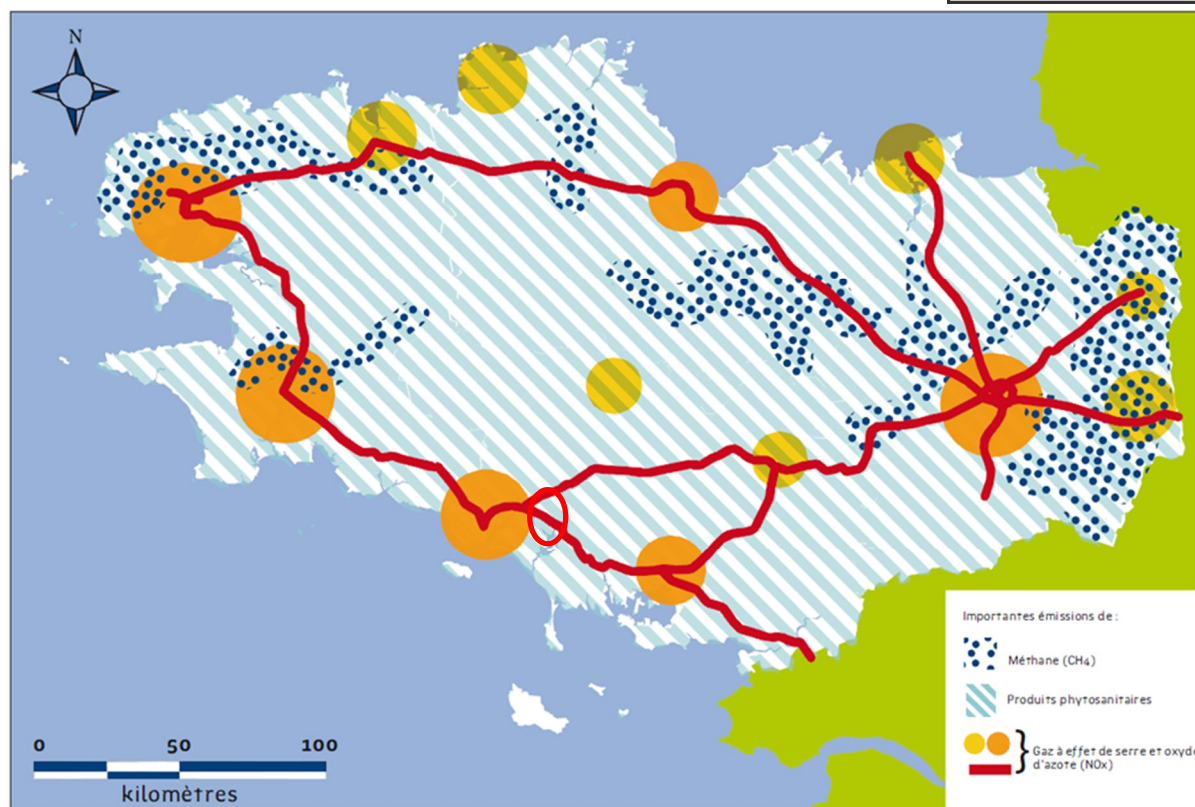 N
0 50 100
kilomètres
Importantes émissions de :
Méthane (CH4)
Produits phytosanitaires
Gaz à effet de serre et oxyde
d'azote (NOx)